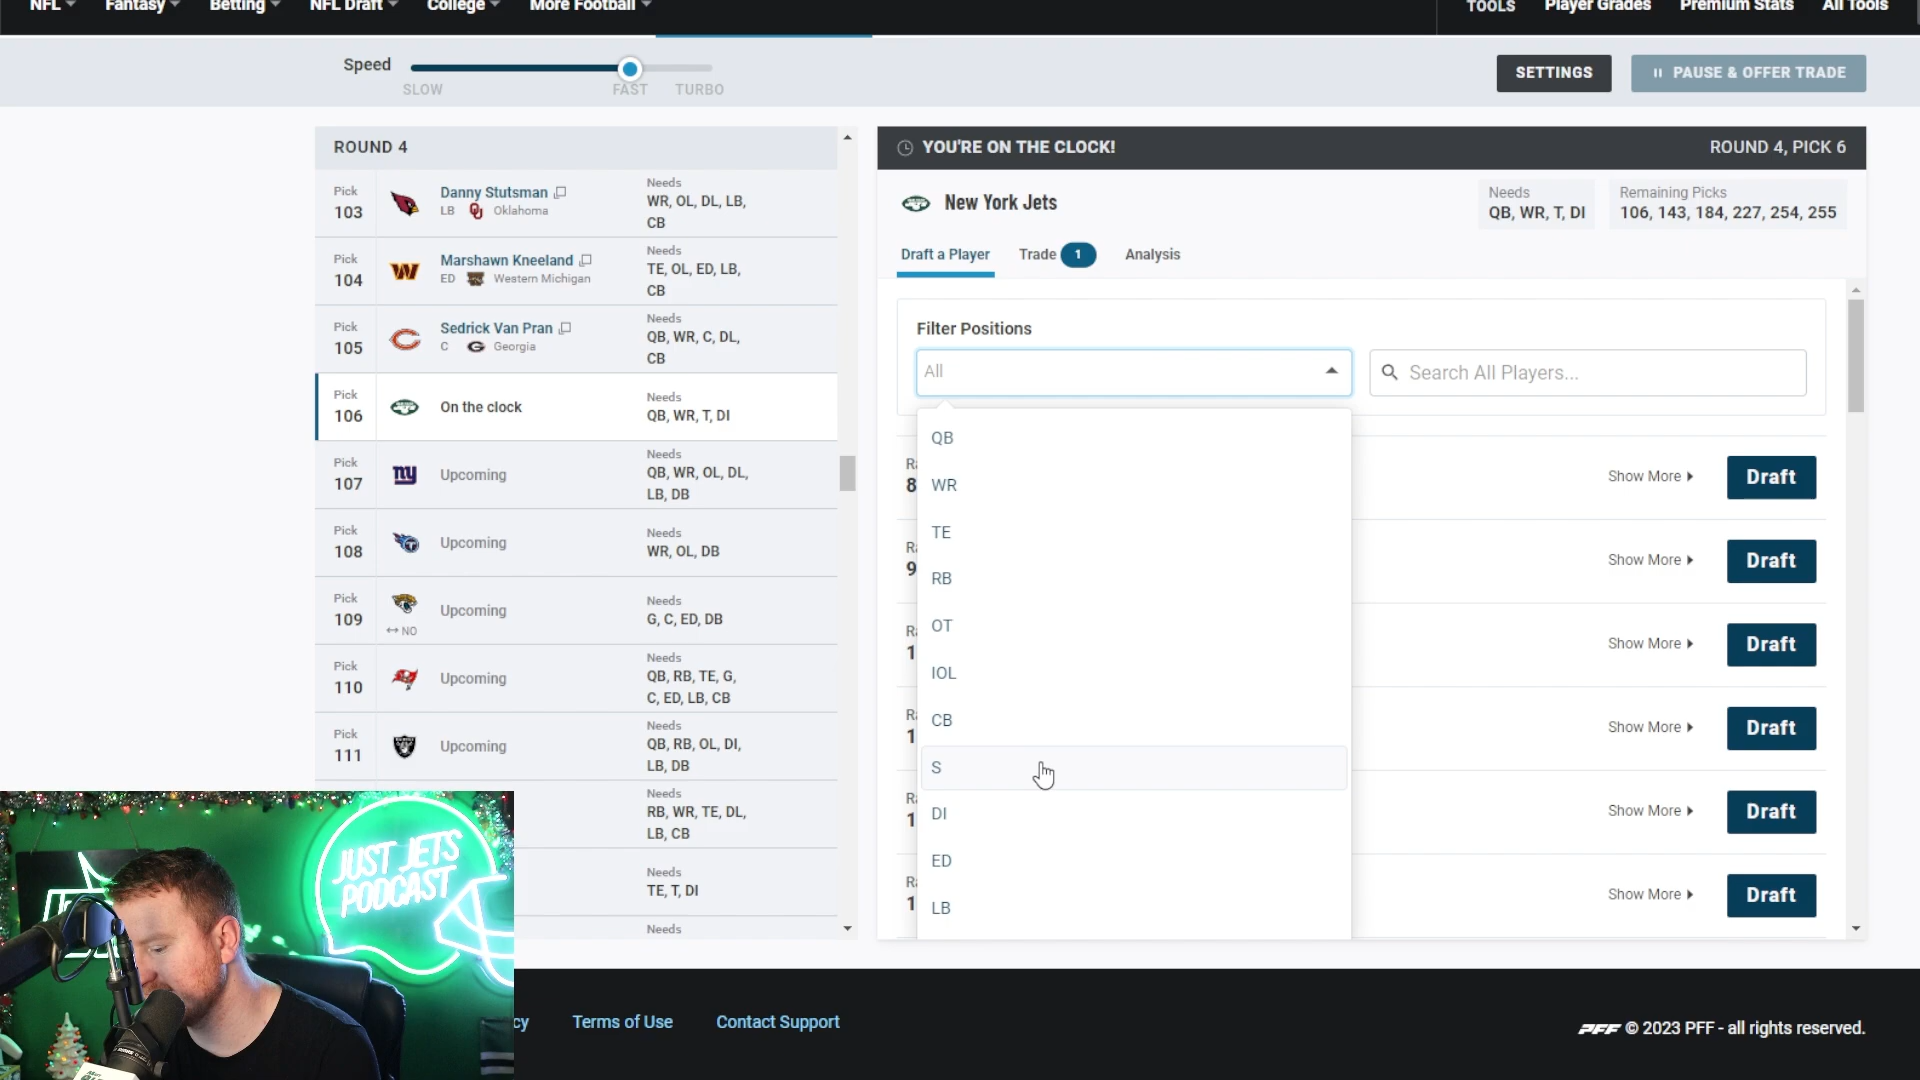 NFL Fantasy Betting NFL Draft College More Football TOOLS Player Grades Premium Stats All Tools
Speed
SLOW FAST TURBO
SETTINGS
PAUSE & OFFER TRADE
ROUND 4
Pick
103
Danny Stutsman
LB OU Oklahoma
Needs
WR, OL, DL, LB,
CB
Pick
104
Marshawn Kneeland
ED Western Michigan
Needs
TE, OL, ED, LB,
CB
Pick
105
Sedrick Van Pran
C G Georgia
Needs
QB, WR, C, DL,
CB
Pick
106
On the clock
Needs
QB, WR, T, DI
Pick
107
ny
Upcoming
Needs
QB, WR, OL, DL,
LB, DB
Pick
108
Upcoming
Needs
WR, OL, DB
Pick
109
NO
Upcoming
Needs
G, C, ED, DB
Pick
110
Upcoming
Needs
QB, RB, TE, G,
C, ED, LB, CB
Pick
111
Upcoming
Needs
QB, RB, OL, DI,
LB, DB
Needs
RB, WR, TE, DL,
LB, CB
Needs
TE, T, DI
Needs
YOU'RE ON THE CLOCK!
ROUND 4, PICK 6
New York Jets
Needs
QB, WR, T, DI
Remaining Picks
106, 143, 184, 227, 254, 255
Draft a Player
Trade 1
Analysis
Filter Positions
All
Search All Players...
QB
WR
TE
RB
OT
IOL
CB
S
DI
ED
LB
Show More Draft
Show More Draft
Show More Draft
Show More Draft
Show More Draft
Show More Draft
JUST JETS
PODCAST
Terms of Use
Contact Support
PFF © 2023 PFF - all rights reserved.